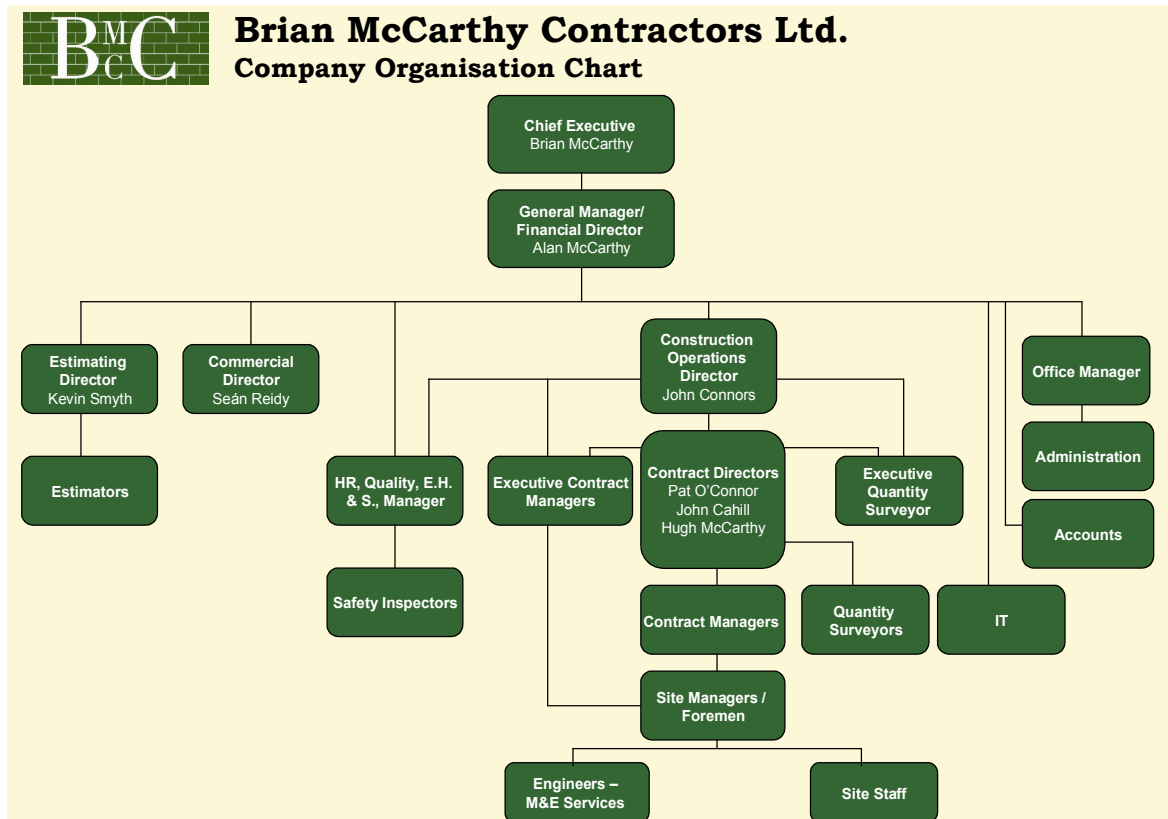 BMCC
Brian McCarthy Contractors Ltd.
Company Organisation Chart
Chief Executive
Brian McCarthy
General Manager/
Financial Director
Alan McCarthy
Estimating
Director
Kevin Smyth
Commercial
Director
Seán Reidy
Construction
Operations
Director
John Connors
Office Manager
Estimators
HR, Quality, E.H.
& S., Manager
Executive Contract
Managers
Contract Directors
Pat O’Connor
John Cahill
Hugh McCarthy
Executive
Quantity
Surveyor
Administration
Accounts
Safety Inspectors
Contract Managers
Quantity
Surveyors
IT
Site Managers /
Foremen
Engineers –
M&E Services
Site Staff